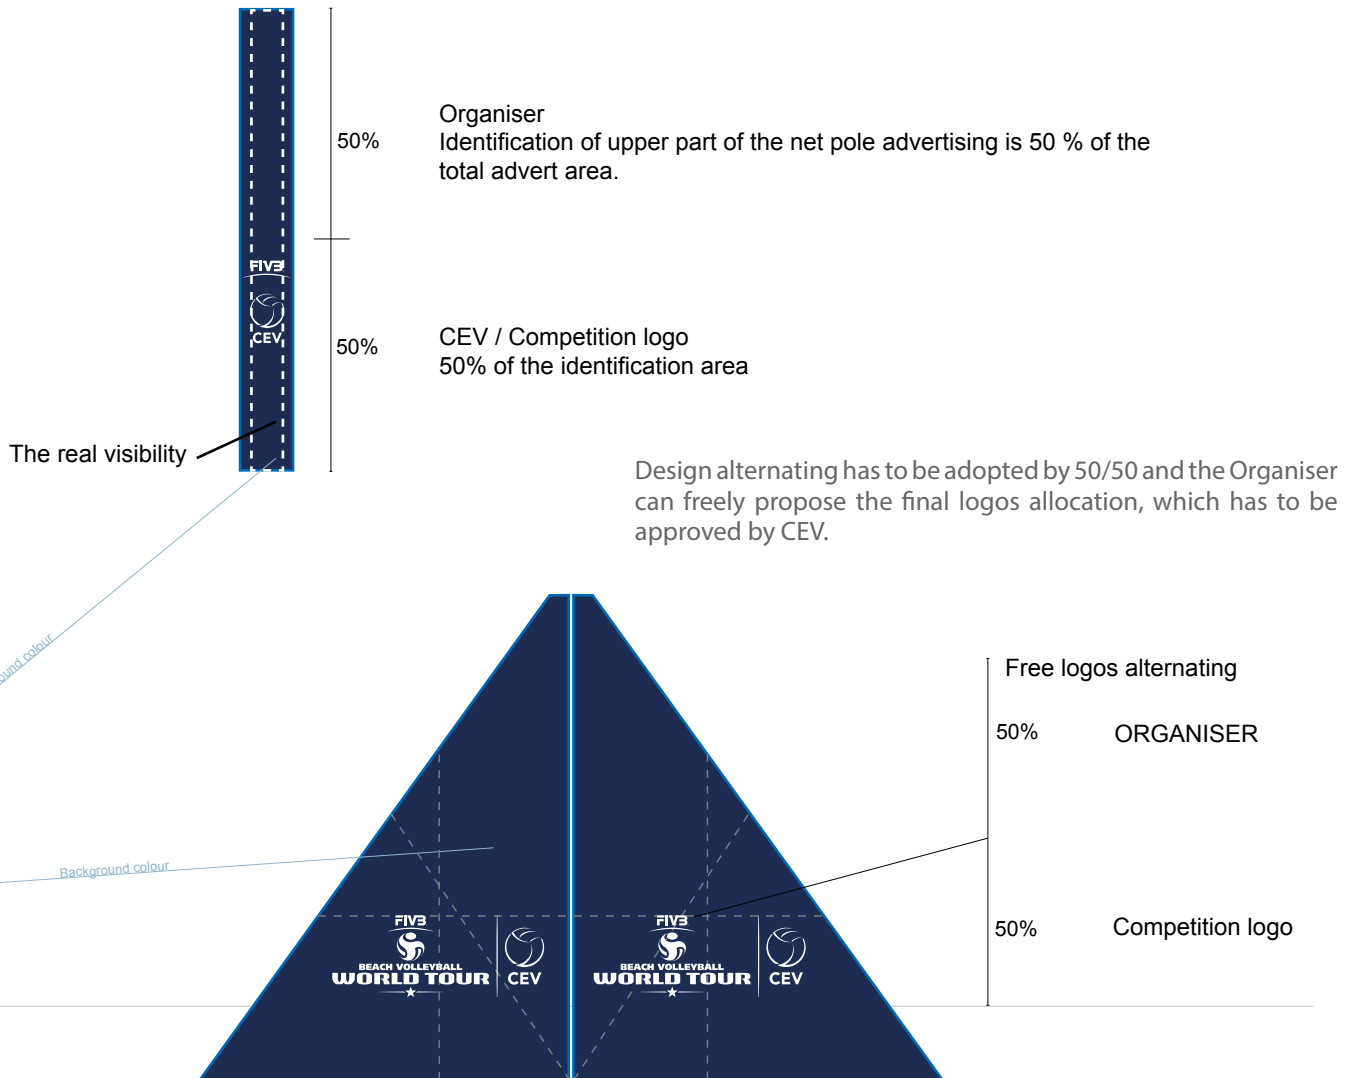 50%
Organiser
Identification of upper part of the net pole advertising is 50 % of the
total advert area.
FIVB
CEV
50%
CEV / Competition logo
50% of the identification area
The real visibility
Design alternating has to be adopted by 50/50 and the Organiser
can freely propose the final logos allocation, which has to be
approved by CEV.
colour
Free logos alternating
50%
ORGANISER
Background colour
FIVB
BEACH VOLLEYBALL
WORLD TOUR
CEV
FIVB
BEACH VOLLEYBALL
WORLD TOUR
CEV
50%
Competition logo